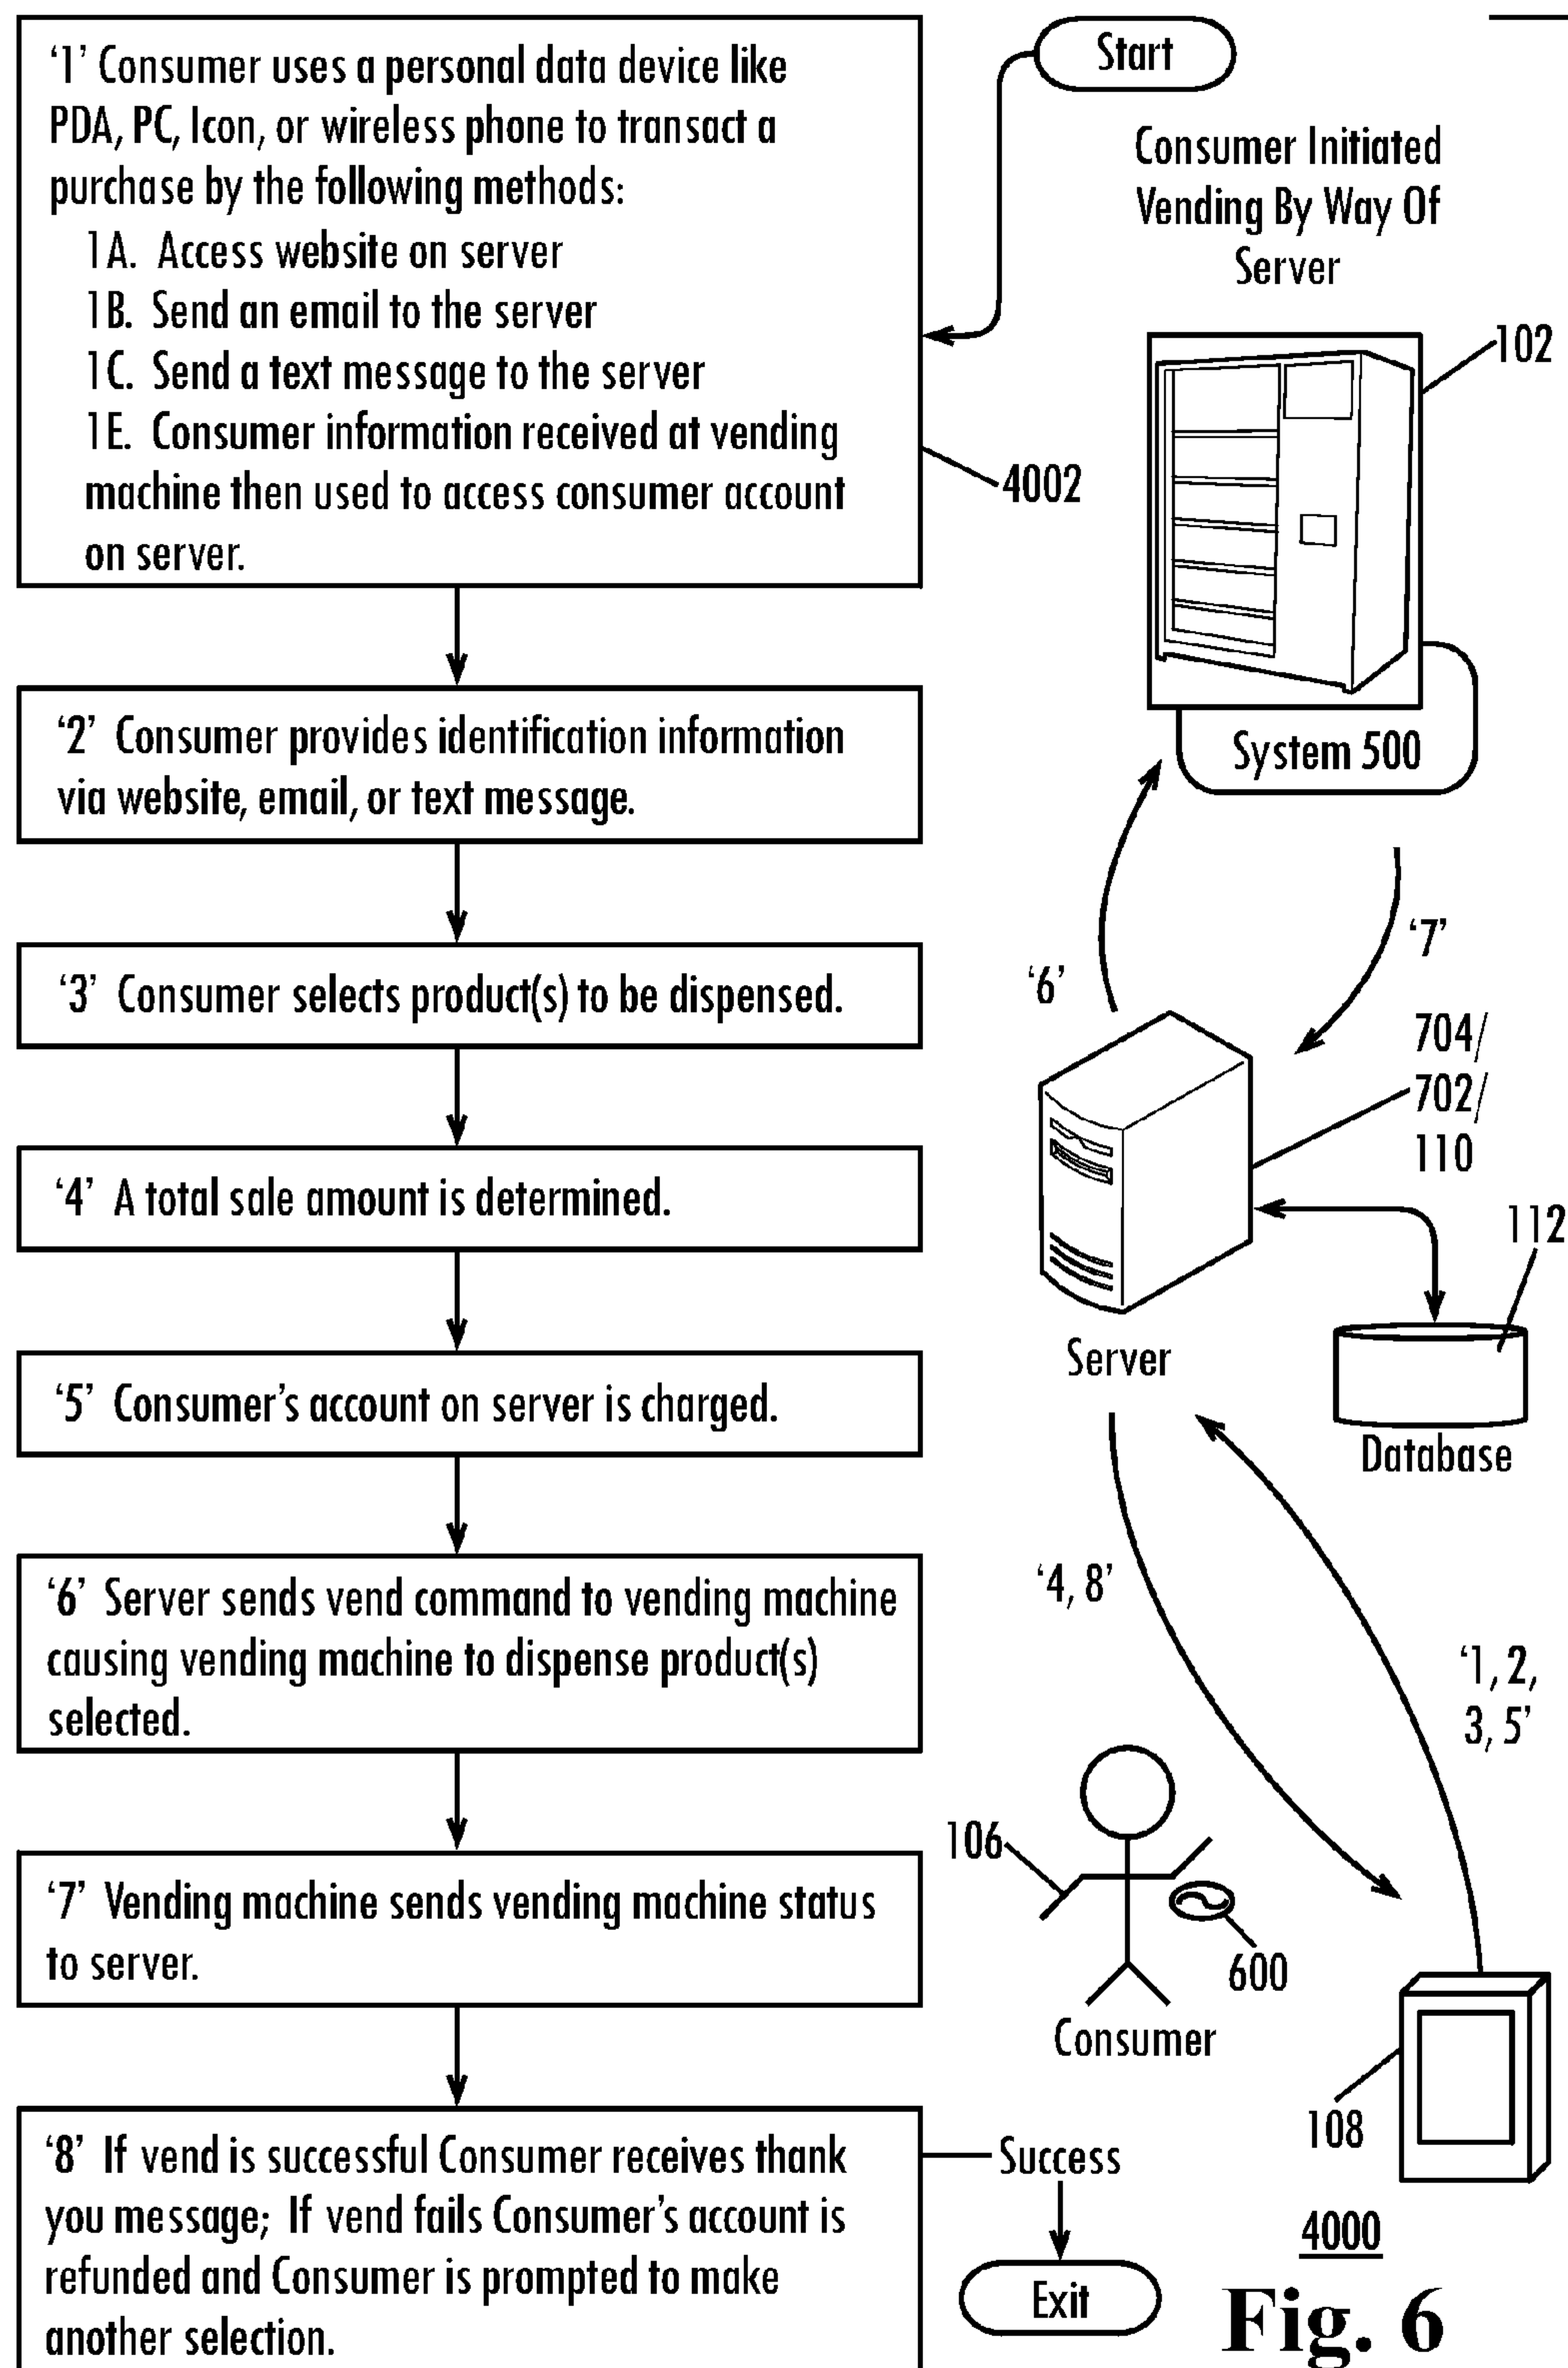 '1' Consumer uses a personal data device like
PDA, PC, Icon, or wireless phone to transact a
purchase by the following methods:
1A. Access website on server
1B. Send an email to the server
1C. Send a text message to the server
1E. Consumer information received at vending
machine then used to access consumer account
on server.
4002
'2' Consumer provides identification information
via website, email, or text message.
'3' Consumer selects product(s) to be dispensed.
'4' A total sale amount is determined.
'5' Consumer's account on server is charged.
'6' Server sends vend command to vending machine
causing vending machine to dispense product(s)
selected.
'7' Vending machine sends vending machine status
to server.
'8' If vend is successful Consumer receives thank
you message; If vend fails Consumer's account is
refunded and Consumer is prompted to make
another selection.
Start
Consumer Initiated
Vending By Way Of
Server
102
System 500
'6'
'7'
704/
702/
110
112
Server
Database
'4, 8'
'1, 2,
3, 5'
106
600
Consumer
108
Success
Exit
4000
Fig. 6